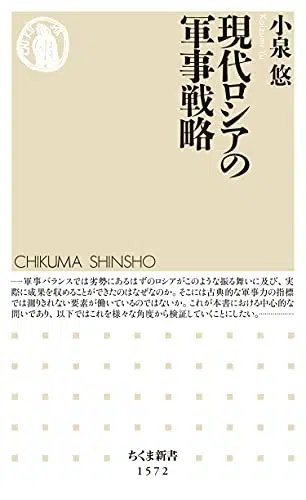 小泉 悠
Koizumi Yu
現代ロシアの
軍事戦略
CHIKUMA SHINSHO
──軍事バランスでは劣勢にあるはずのロシアがこのような振る舞いに及び、実
際に成果を収めることができたのはなぜなのか。そこには古典的な軍事力の指標
では測りきれない要素が働いているのではないか。これが本書における中心的な
問いであり、以下ではこれを様々な角度から検証していくことにしたい。………
ちくま新書
1572